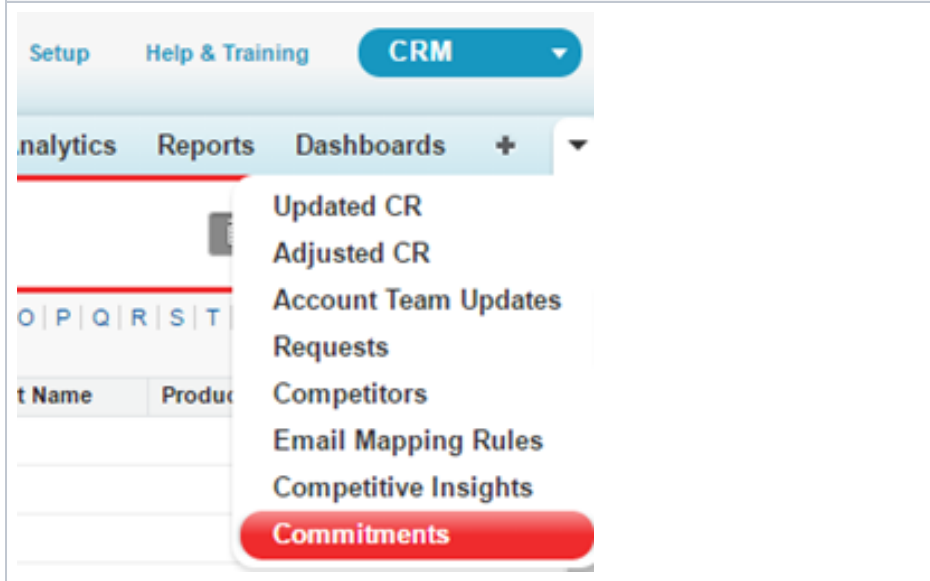 Setup Help & Training CRM
nalytics Reports Dashboards +
Updated CR
Adjusted CR
Account Team Updates
O | P | Q | R | S | T |
Requests
t Name Produc Competitors
Email Mapping Rules
Competitive Insights
Commitments